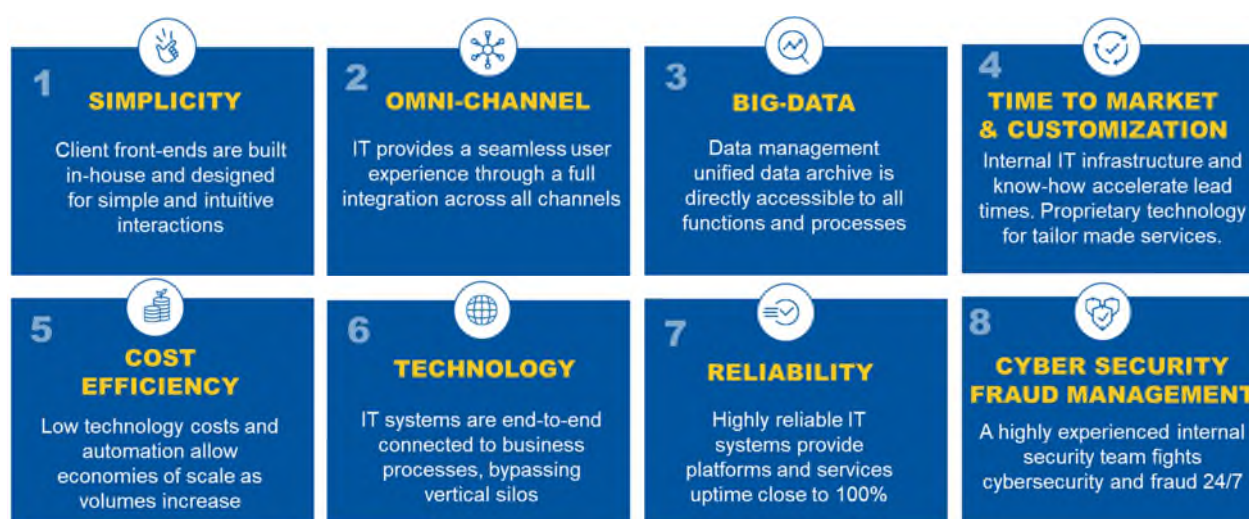 1
SIMPLICITY
Client front-ends are built
in-house and designed
for simple and intuitive
interactions
2
OMNI-CHANNEL
IT provides a seamless user
experience through a full
integration across all channels
3
BIG-DATA
Data management
unified data archive is
directly accessible to all
functions and processes
4
TIME TO MARKET
& CUSTOMIZATION
Internal IT infrastructure and
know-how accelerate lead
times. Proprietary technology
for tailor made services.
5
COST
EFFICIENCY
Low technology costs and
automation allow
economies of scale as
volumes increase
6
TECHNOLOGY
IT systems are end-to-end
connected to business
processes, bypassing
vertical silos
7
RELIABILITY
Highly reliable IT
systems provide
platforms and services
uptime close to 100%
8
CYBER SECURITY
FRAUD MANAGEMENT
A highly experienced internal
security team fights
cybersecurity and fraud 24/7